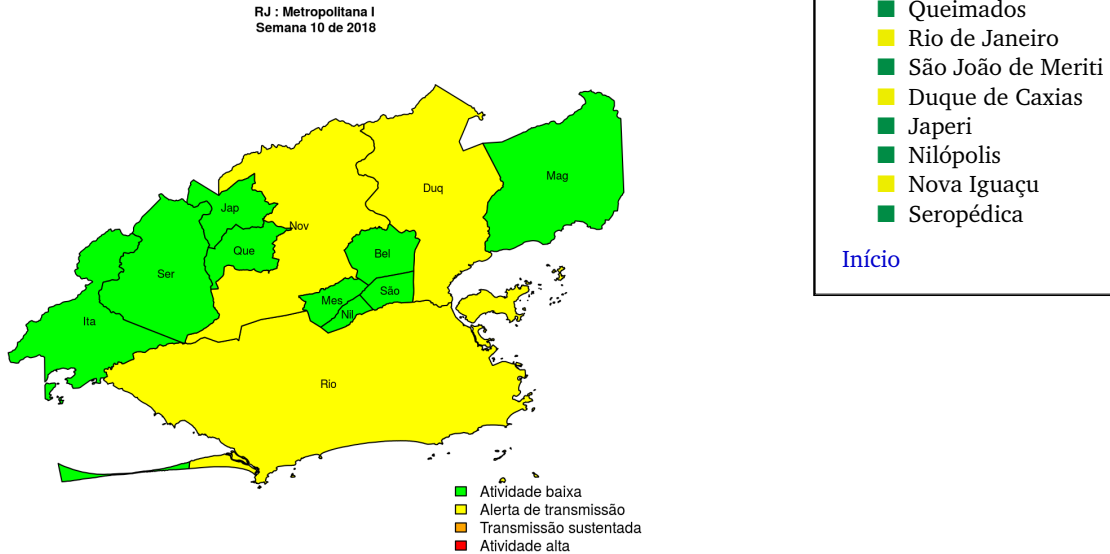 RJ : Metropolitana I
Semana 10 de 2018
Mag
Duq
Jap
Nov
Que
Bel
Ser
São
Mes
Nil
Ita
Rio
Atividade baixa
Alerta de transmissão
Transmissão sustentada
Atividade alta
Queimados
Rio de Janeiro
São João de Meriti
Duque de Caxias
Japeri
Nilópolis
Nova Iguaçu
Seropédica
Início